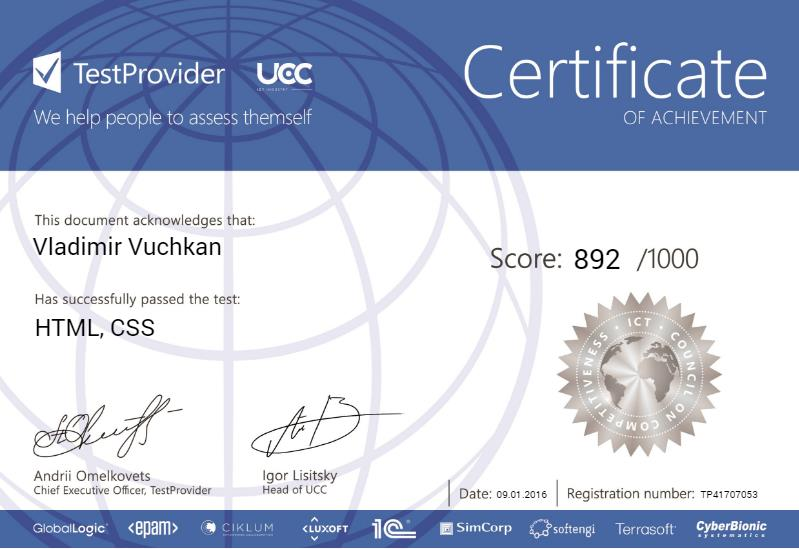 TestProvider
UCC
ICT INDUSTRY
We help people to assess themself
Certificate
OF ACHIEVEMENT
This document acknowledges that:
Vladimir Vuchkan
Has successfully passed the test:
HTML, CSS
Score: 892 /1000
ICT · COUNCIL ON COMPETITIVENESS ·
Andrii Omelkovets
Chief Executive Officer, TestProvider
Igor Lisitsky
Head of UCC
Date: 09.01.2016
Registration number: TP41707053
GlobalLogic
<epam>
CIKLUM
LUXOFT
1C
SimCorp
softengi
Terrasoft
CyberBionic
systematics